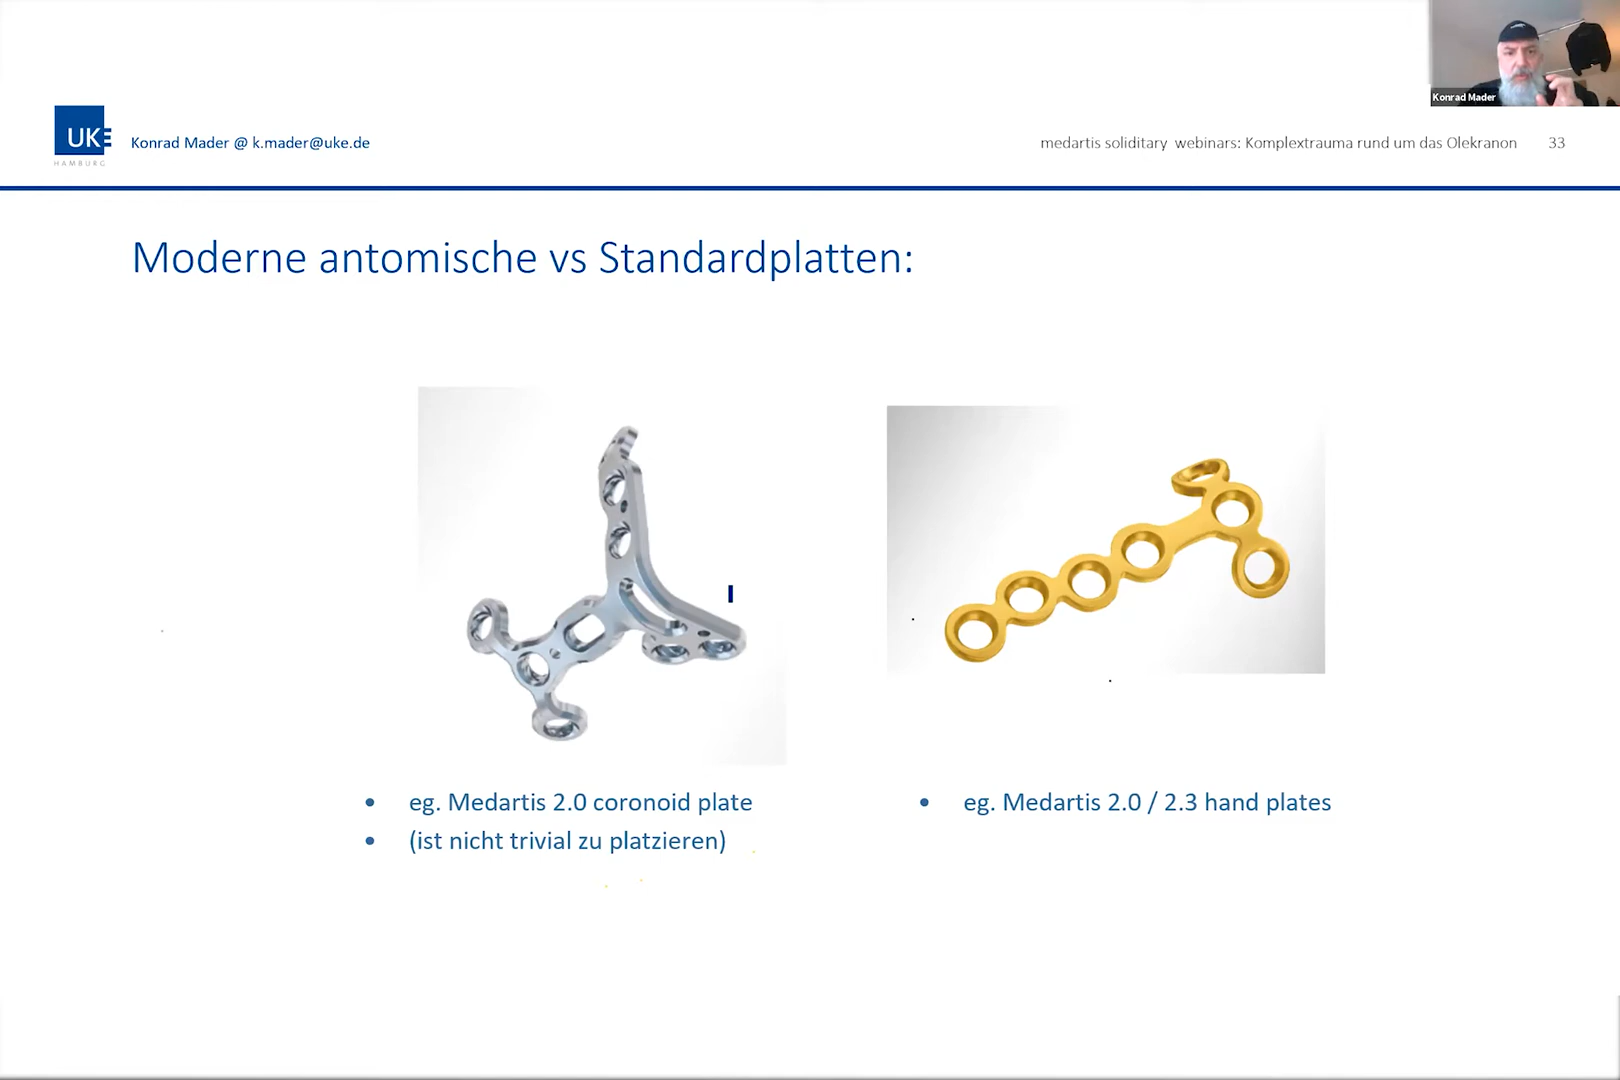 Konrad Mader
UKE
HAMBURG
Konrad Mader @ k.mader@uke.de
medartis soliditary webinars: Komplextrauma rund um das Olekranon 33
Moderne antomische vs Standardplatten:
• eg. Medartis 2.0 coronoid plate
• (ist nicht trivial zu platzieren)
• eg. Medartis 2.0 / 2.3 hand plates